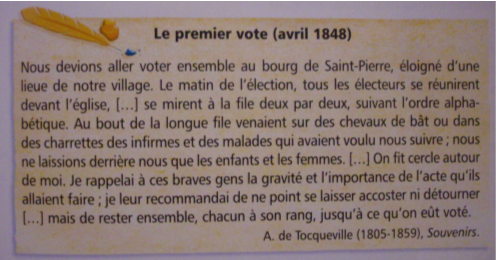 Le premier vote (avril 1848)
Nous devions aller voter ensemble au bourg de Saint-Pierre, éloigné d'une
lieue de notre village. Le matin de l'élection, tous les électeurs se réunirent
devant l'église, [...] se mirent à la file deux par deux, suivant l'ordre alpha-
bétique. Au bout de la longue file venaient sur des chevaux de bât ou dans
des charrettes des infirmes et des malades qui avaient voulu nous suivre ; nous
ne laissions derrière nous que les enfants et les femmes. [...] On fit cercle autour
de moi. Je rappelai à ces braves gens la gravité et l'importance de l'acte qu'ils
allaient faire ; je leur recommandai de ne point se laisser accoster ni détourner
[...] mais de rester ensemble, chacun à son rang, jusqu'à ce qu'on eût voté.
A. de Tocqueville (1805-1859), Souvenirs.